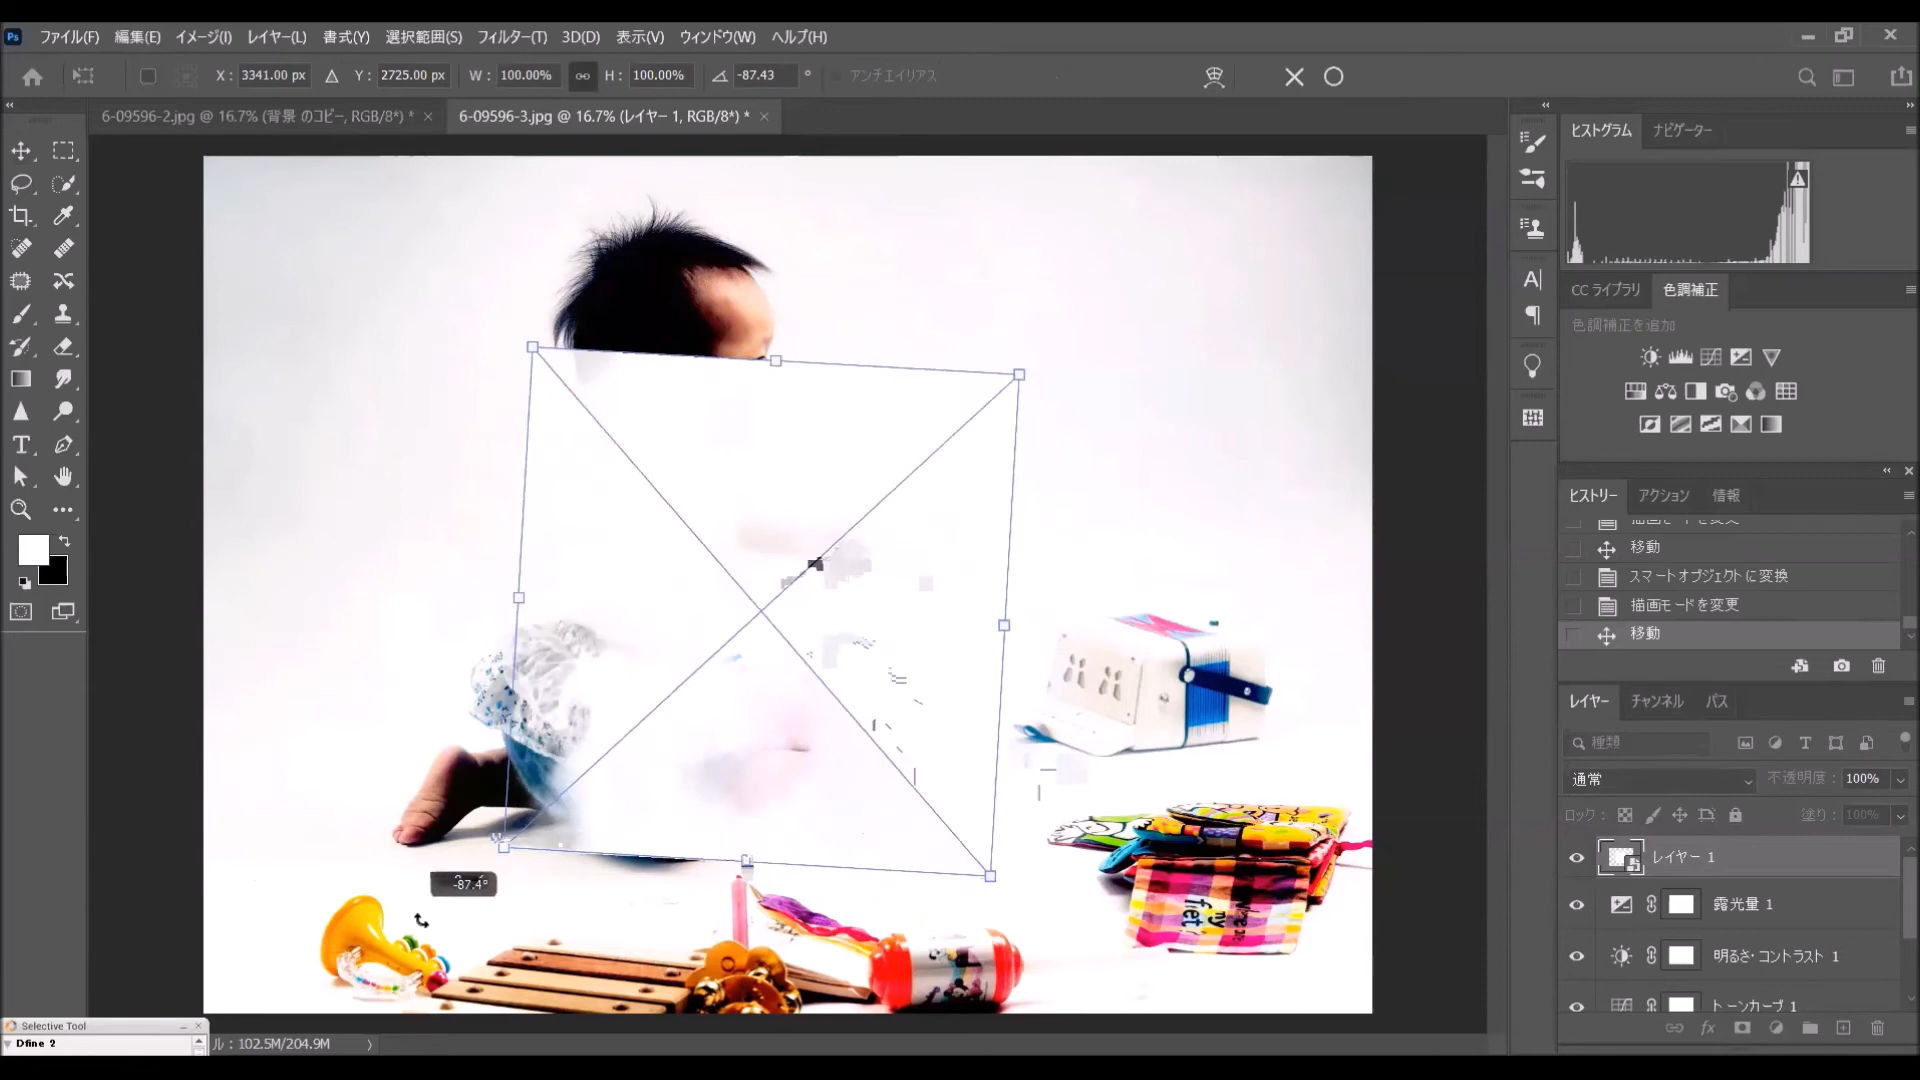 Ps ファイル(F) 編集(E) イメージ(I) レイヤー(L) 書式(Y) 選択範囲(S) フィルター(T) 3D(D) 表示(V) ウィンドウ(W) ヘルプ(H)
X : 3341.00 px Y : 2725.00 px W : 100.00% H : 100.00% -87.43 ° アンチエイリアス
6-09596-2.jpg @ 16.7% (背景 のコピー, RGB/8*) * × 6-09596-3.jpg @ 16.7% (レイヤー 1, RGB/8*) * ×
ヒストグラム ナビゲーター
CC ライブラリ 色調補正
色調補正を追加
ヒストリー アクション 情報
描画モードを変更
移動
スマートオブジェクトに変換
描画モードを変更
移動
レイヤー チャンネル パス
種類
通常 不透明度 : 100%
ロック : 塗り : 100%
レイヤー 1
露光量 1
明るさ・コントラスト 1
トーンカーブ 1
-87.4°
my
Selective Tool
Dfine 2
ル : 102.5M/204.9M